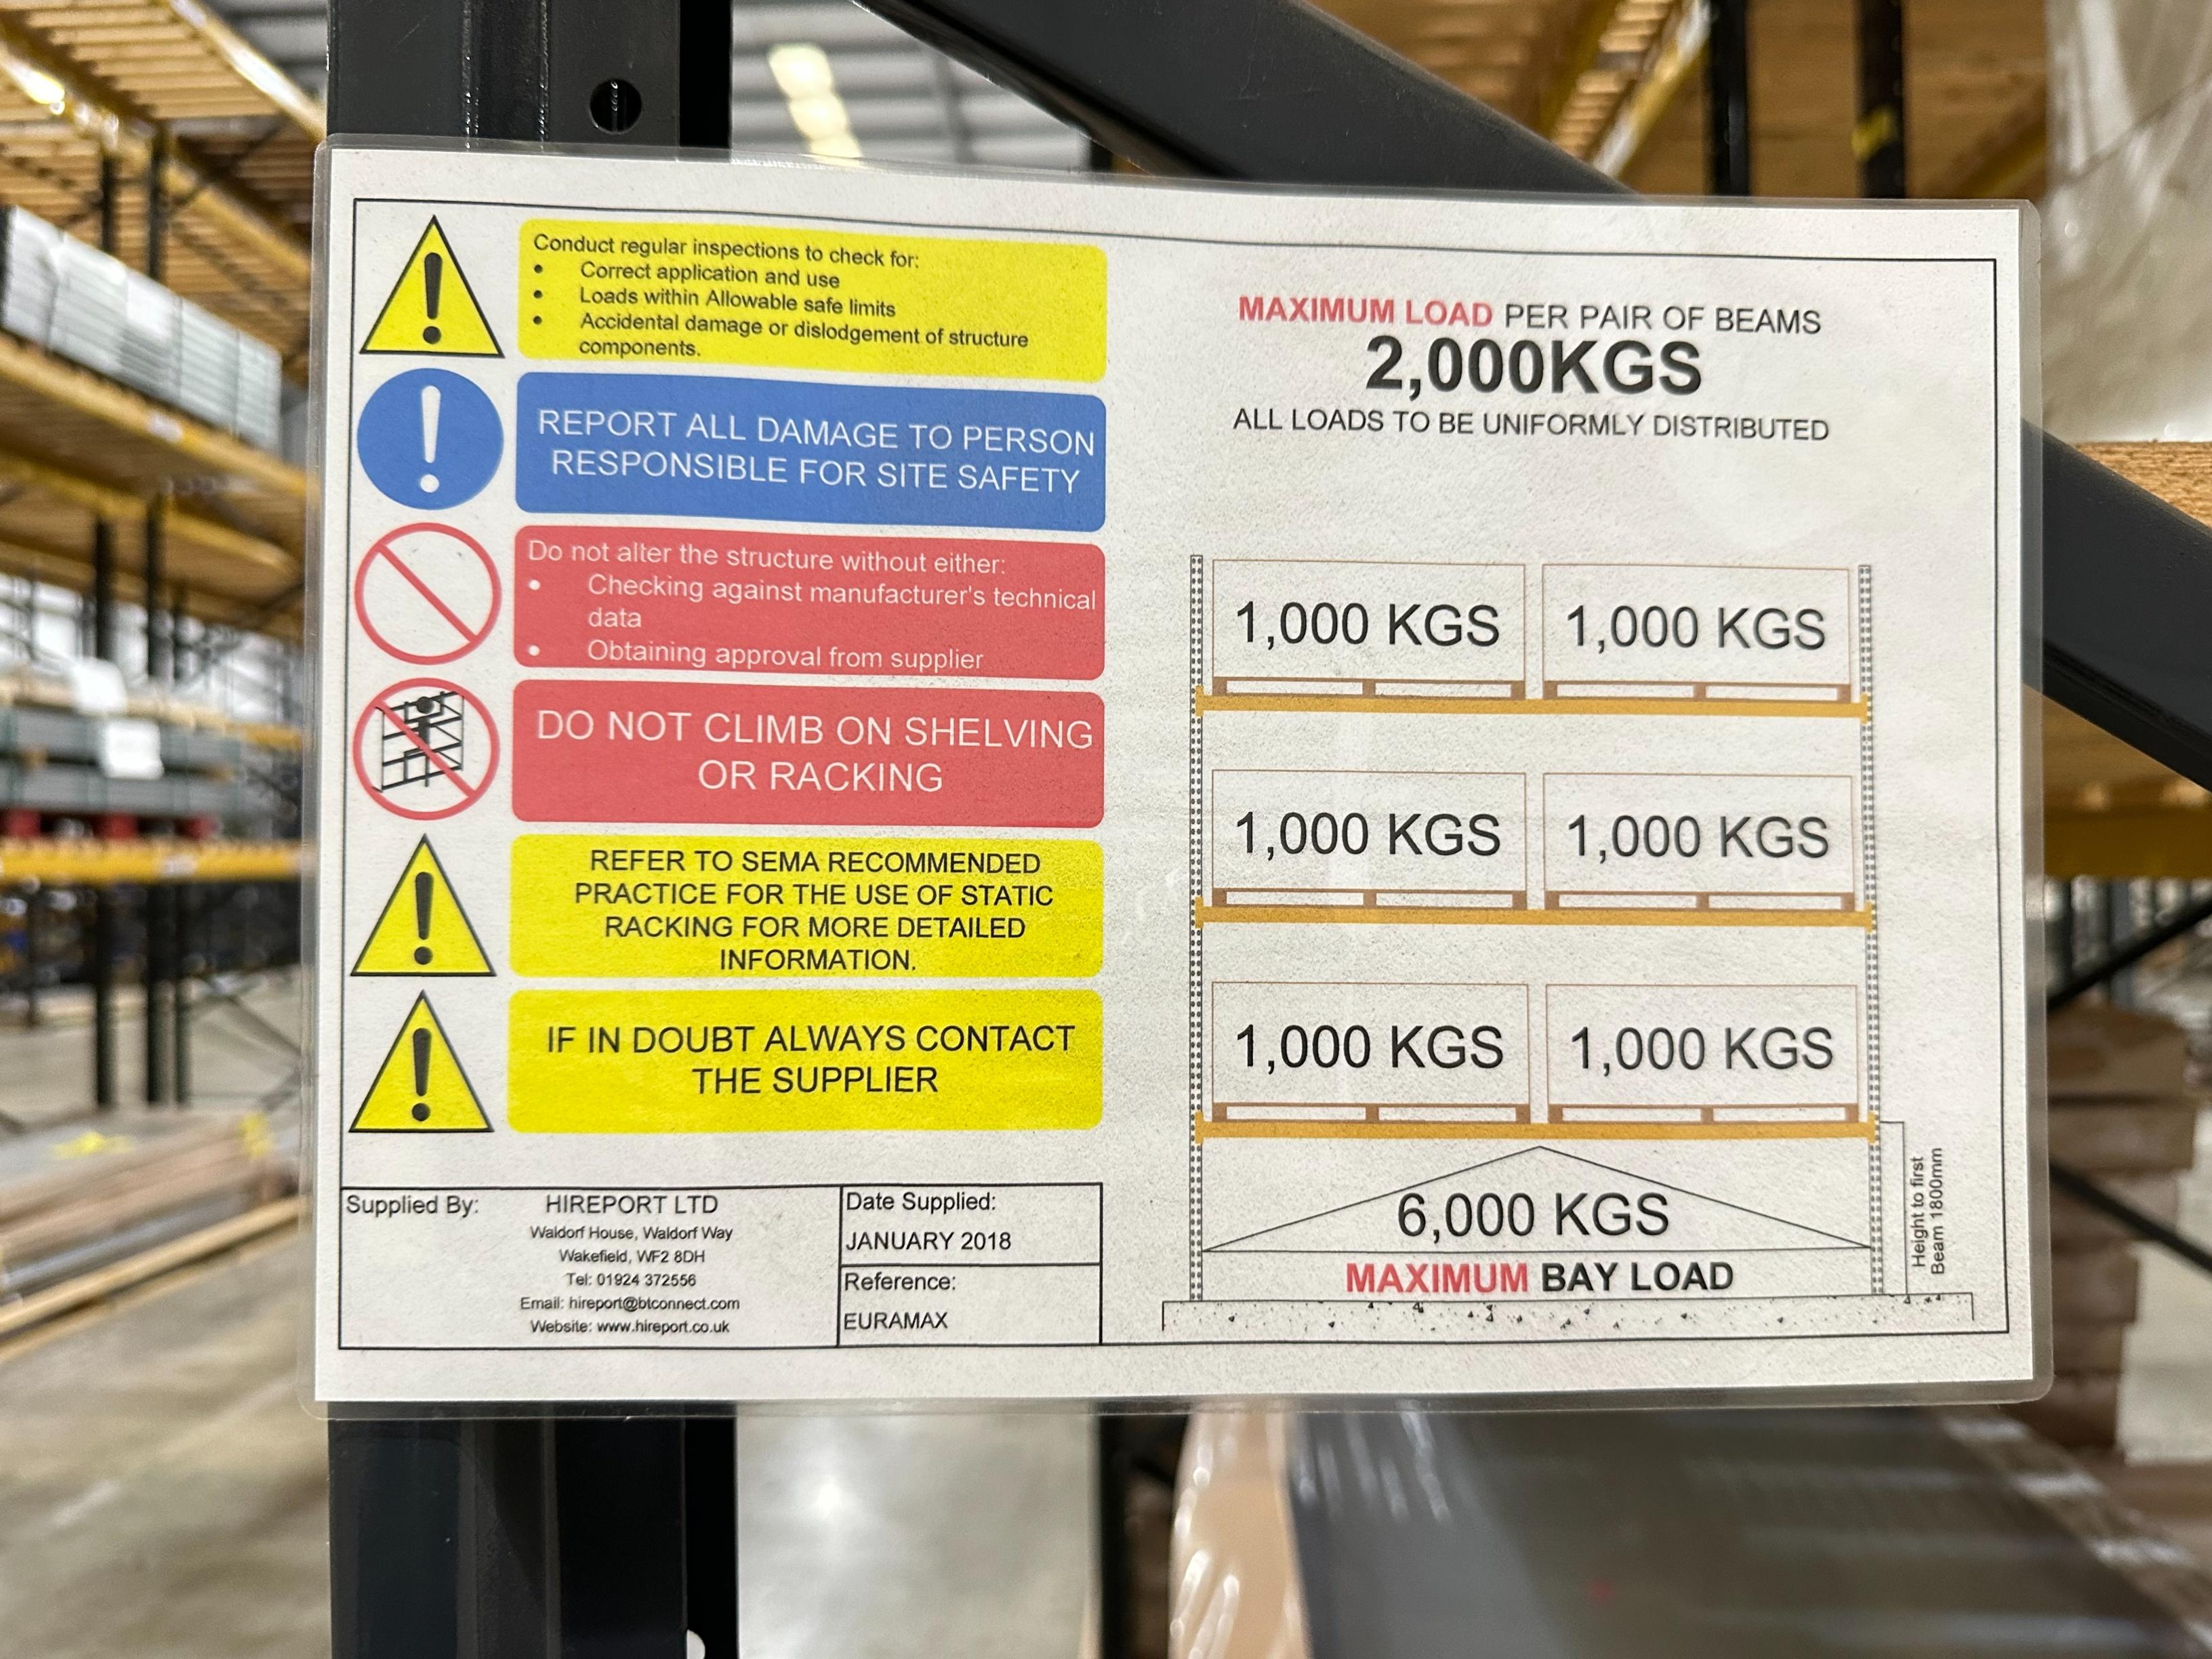 Conduct regular inspections to check for:
• Correct application and use
• Loads within Allowable safe limits
• Accidental damage or dislodgement of structure
components.
REPORT ALL DAMAGE TO PERSON
RESPONSIBLE FOR SITE SAFETY
Do not alter the structure without either:
• Checking against manufacturer's technical
data
• Obtaining approval from supplier
DO NOT CLIMB ON SHELVING
OR RACKING
REFER TO SEMA RECOMMENDED
PRACTICE FOR THE USE OF STATIC
RACKING FOR MORE DETAILED
INFORMATION.
IF IN DOUBT ALWAYS CONTACT
THE SUPPLIER
Supplied By:
HIREPORT LTD
Waldorf House, Waldorf Way
Wakefield, WF2 8DH
Tel: 01924 372556
Email: hireport@btconnect.com
Website: www.hireport.co.uk
Date Supplied:
JANUARY 2018
Reference:
EURAMAX
MAXIMUM LOAD PER PAIR OF BEAMS
2,000KGS
ALL LOADS TO BE UNIFORMLY DISTRIBUTED
1,000 KGS 1,000 KGS
1,000 KGS 1,000 KGS
1,000 KGS 1,000 KGS
6,000 KGS
MAXIMUM BAY LOAD
Height to first
Beam 1800mm